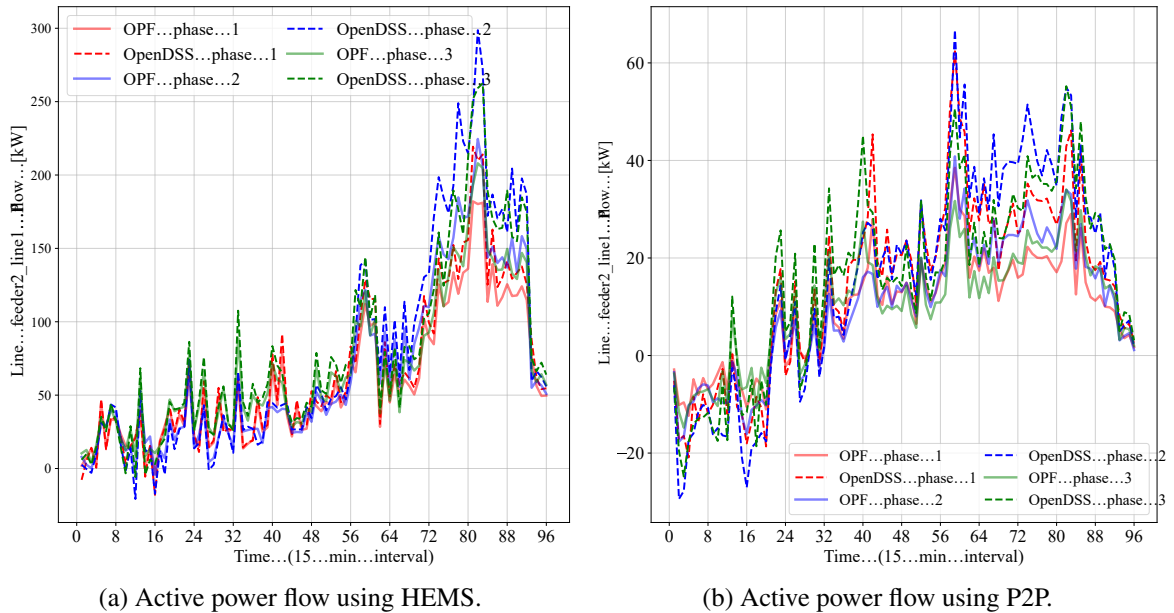 300
250
200
150
100
50
0
Line…feeder2_line1…flow…[kW]
OPF…phase…1
OpenDSS…phase…1
OPF…phase…2
OpenDSS…phase…2
OPF…phase…3
OpenDSS…phase…3
0 8 16 24 32 40 48 56 64 72 80 88 96
Time…(15…min…interval)
(a) Active power flow using HEMS.
60
40
20
0
−20
Line…feeder2_line1…flow…[kW]
OPF…phase…1
OpenDSS…phase…1
OPF…phase…2
OpenDSS…phase…2
OPF…phase…3
OpenDSS…phase…3
0 8 16 24 32 40 48 56 64 72 80 88 96
Time…(15…min…interval)
(b) Active power flow using P2P.